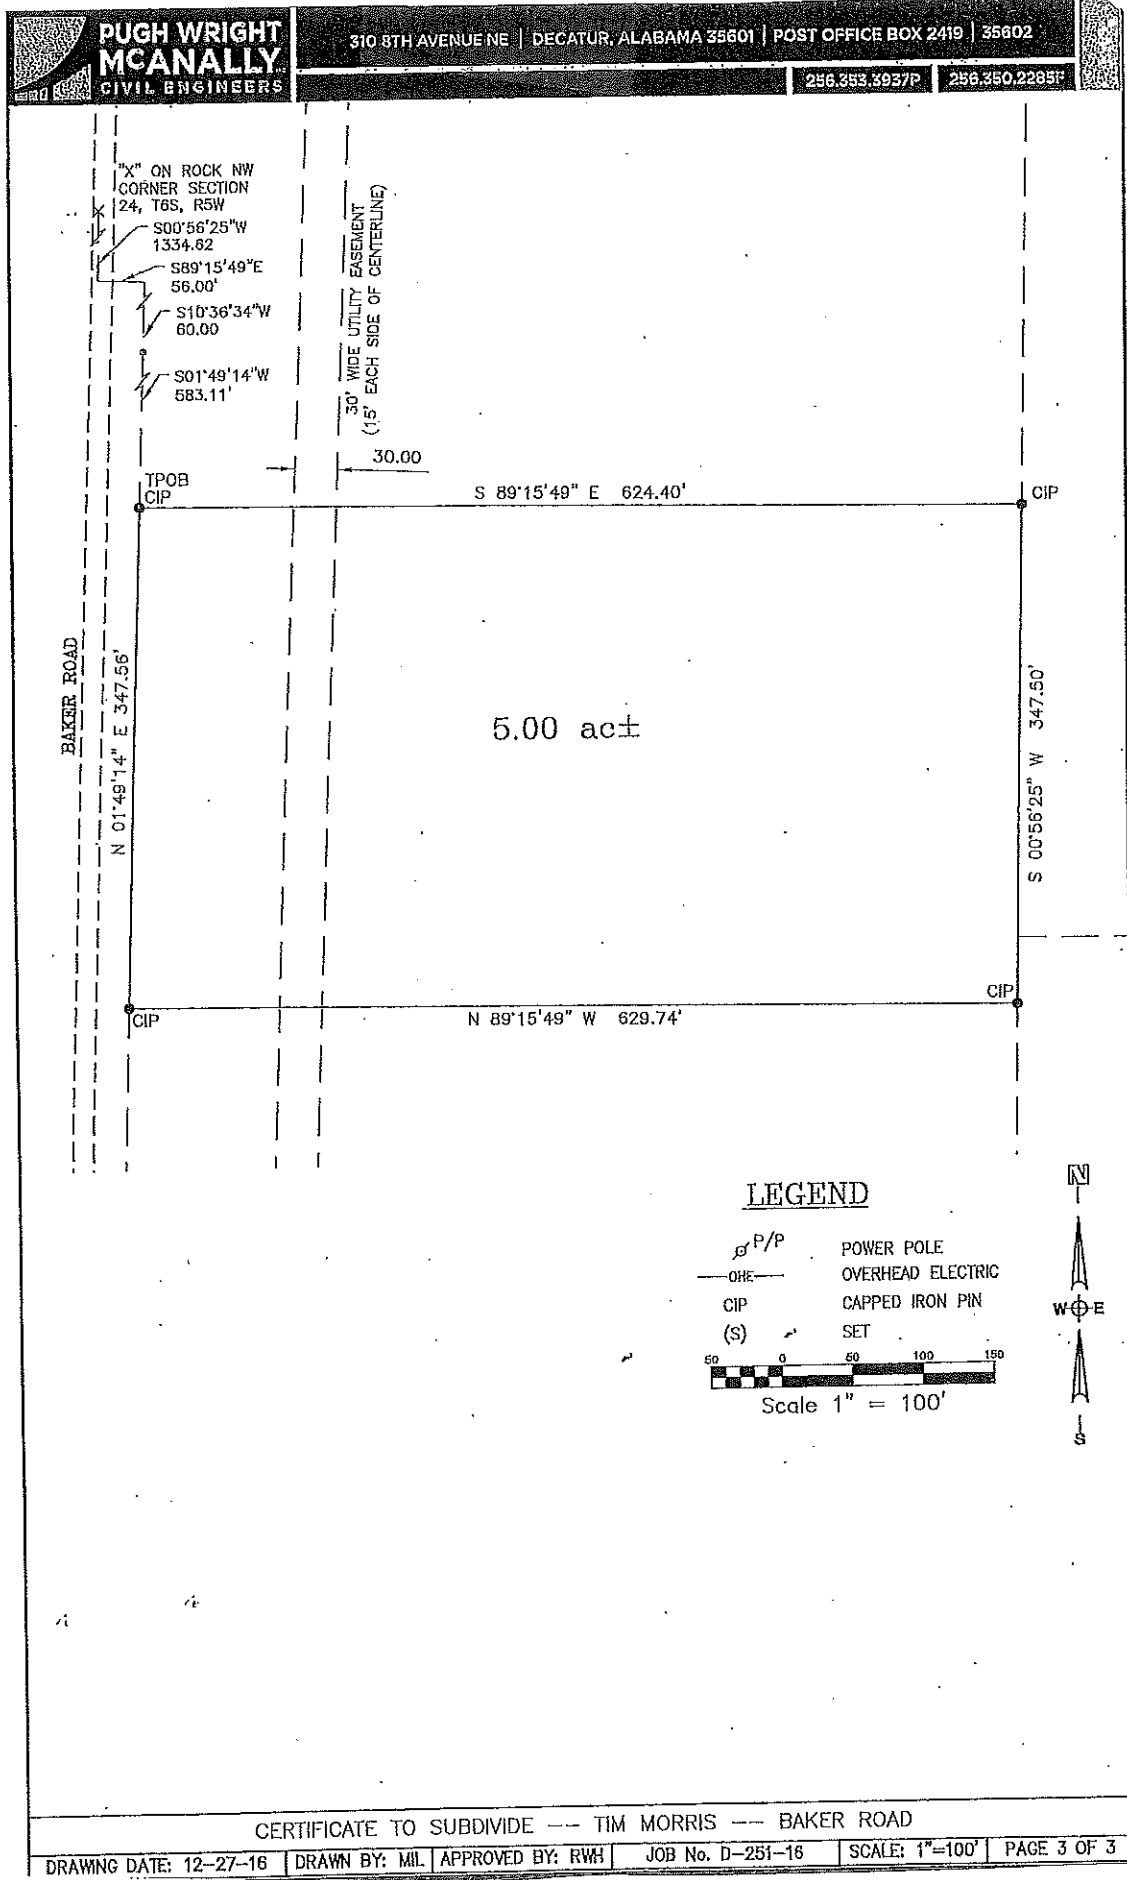 PUGH WRIGHT
MCANALLY
CIVIL ENGINEERS
310 8TH AVENUE NE | DECATUR, ALABAMA 35601 | POST OFFICE BOX 2419 | 35602
256.353.3937P
256.350.2285F
"X" ON ROCK NW
CORNER SECTION
24, T6S, R5W
S00°56'25"W
1334.62
S89°15'49"E
56.00'
S10°36'34"W
60.00
S01°49'14"W
583.11'
30' WIDE UTILITY EASEMENT
(15' EACH SIDE OF CENTERLINE)
30.00
TPOB
CIP
S 89°15'49" E 624.40'
CIP
BAKER ROAD
N 01°49'14" E 347.56'
5.00 ac±
S 00°56'25" W 347.50'
CIP
N 89°15'49" W 629.74'
CIP
LEGEND
P/P POWER POLE
OHE OVERHEAD ELECTRIC
CIP CAPPED IRON PIN
(S) SET
50 0 50 100 150
Scale 1" = 100'
N
W E
S
CERTIFICATE TO SUBDIVIDE -- TIM MORRIS -- BAKER ROAD
DRAWING DATE: 12-27-16 DRAWN BY: MIL APPROVED BY: RWH JOB No. D-251-16 SCALE: 1"=100' PAGE 3 OF 3